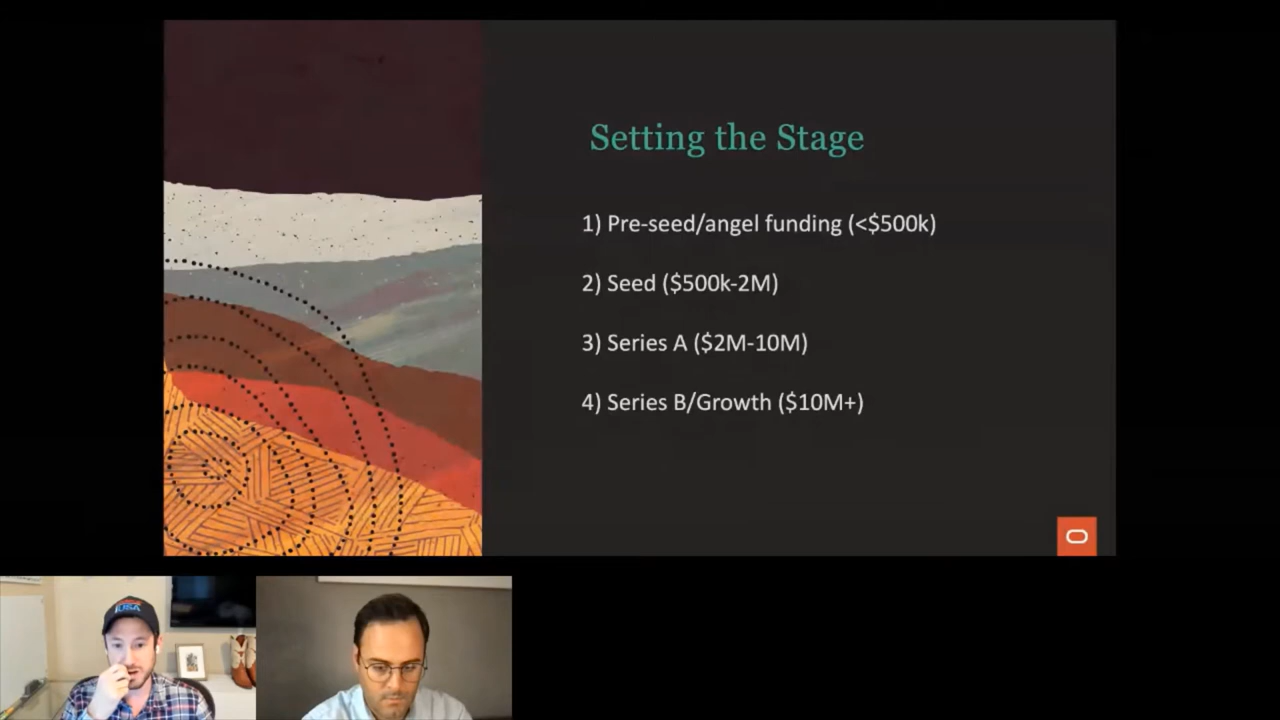 Setting the Stage
1) Pre-seed/angel funding (<$500k)
2) Seed ($500k-2M)
3) Series A ($2M-10M)
4) Series B/Growth ($10M+)
USA